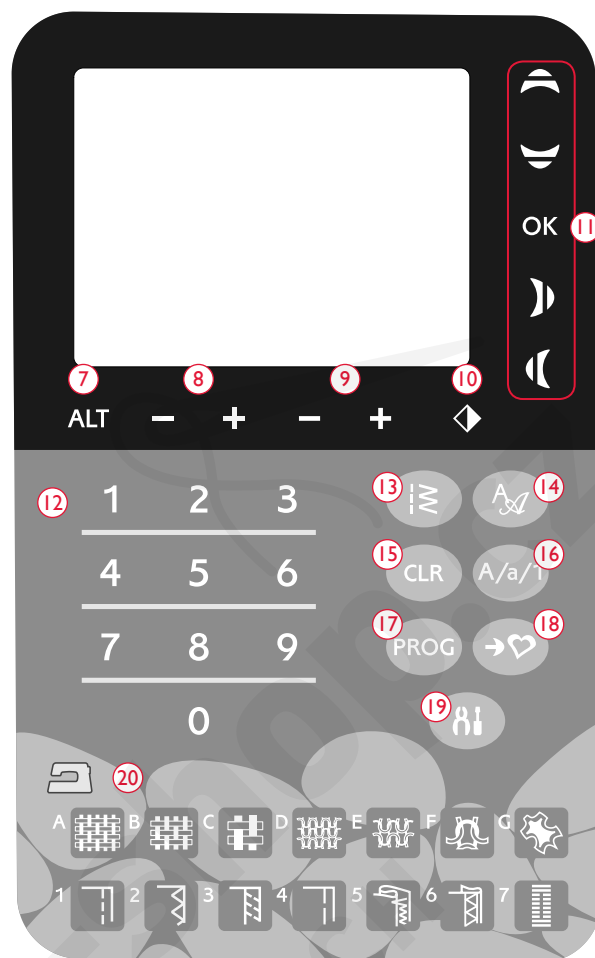 OK 11
7 8 9 10
ALT − + − +
12 1 2 3 13 14
4 5 6 15 CLR 16 A/a/1
7 8 9 17 PROG 18
0 19
20
A B C D E F G
1 2 3 4 5 6 7